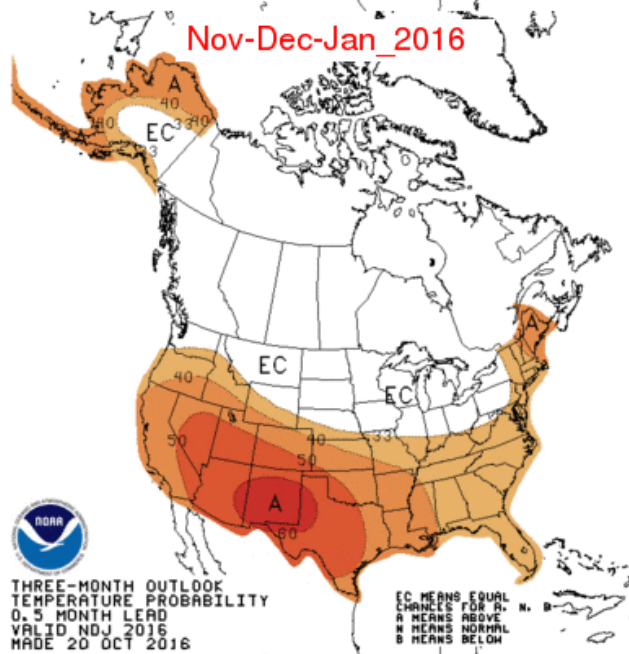 Nov-Dec-Jan_2016
A
40
40
EC
33
40
A
33
A
EC
40
EC
33
50
40
50
A
60
NOAA
THREE-MONTH OUTLOOK
TEMPERATURE PROBABILITY
0.5 MONTH LEAD
VALID NDJ 2016
MADE 20 OCT 2016
EC MEANS EQUAL
CHANCES FOR A, N, B
A MEANS ABOVE
N MEANS NORMAL
B MEANS BELOW